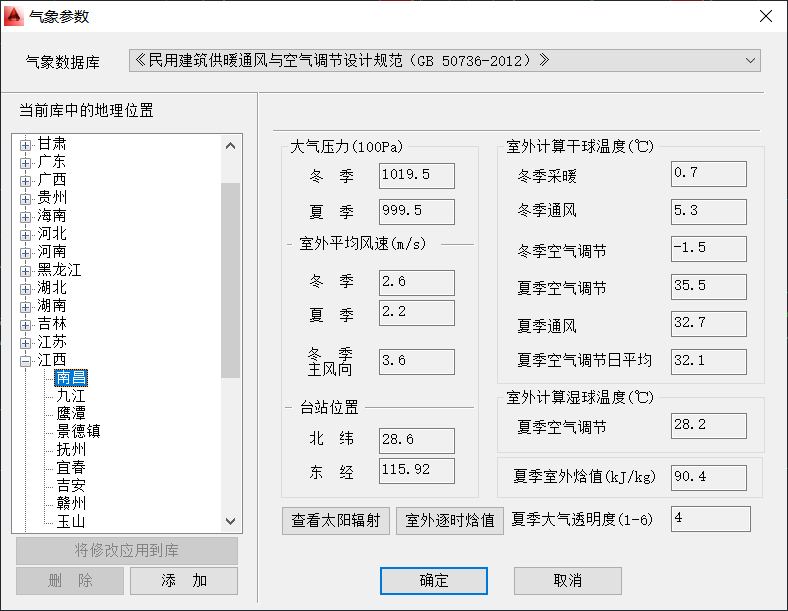 气象参数
气象数据库
《民用建筑供暖通风与空气调节设计规范（GB 50736-2012）》
当前库中的地理位置
甘肃
广东
广西
贵州
海南
河北
河南
黑龙江
湖北
湖南
吉林
江苏
江西
南昌
九江
鹰潭
景德镇
抚州
宜春
吉安
赣州
玉山
将修改应用到库
删 除
添 加
大气压力(100Pa)
冬 季 1019.5
夏 季 999.5
室外平均风速(m/s)
冬 季 2.6
夏 季 2.2
冬 季
主风向 3.6
台站位置
北 纬 28.6
东 经 115.92
查看太阳辐射
室外逐时焓值
室外计算干球温度(℃)
冬季采暖 0.7
冬季通风 5.3
冬季空气调节 -1.5
夏季空气调节 35.5
夏季通风 32.7
夏季空气调节日平均 32.1
室外计算湿球温度(℃)
夏季空气调节 28.2
夏季室外焓值(kJ/kg) 90.4
夏季大气透明度(1-6) 4
确定
取消